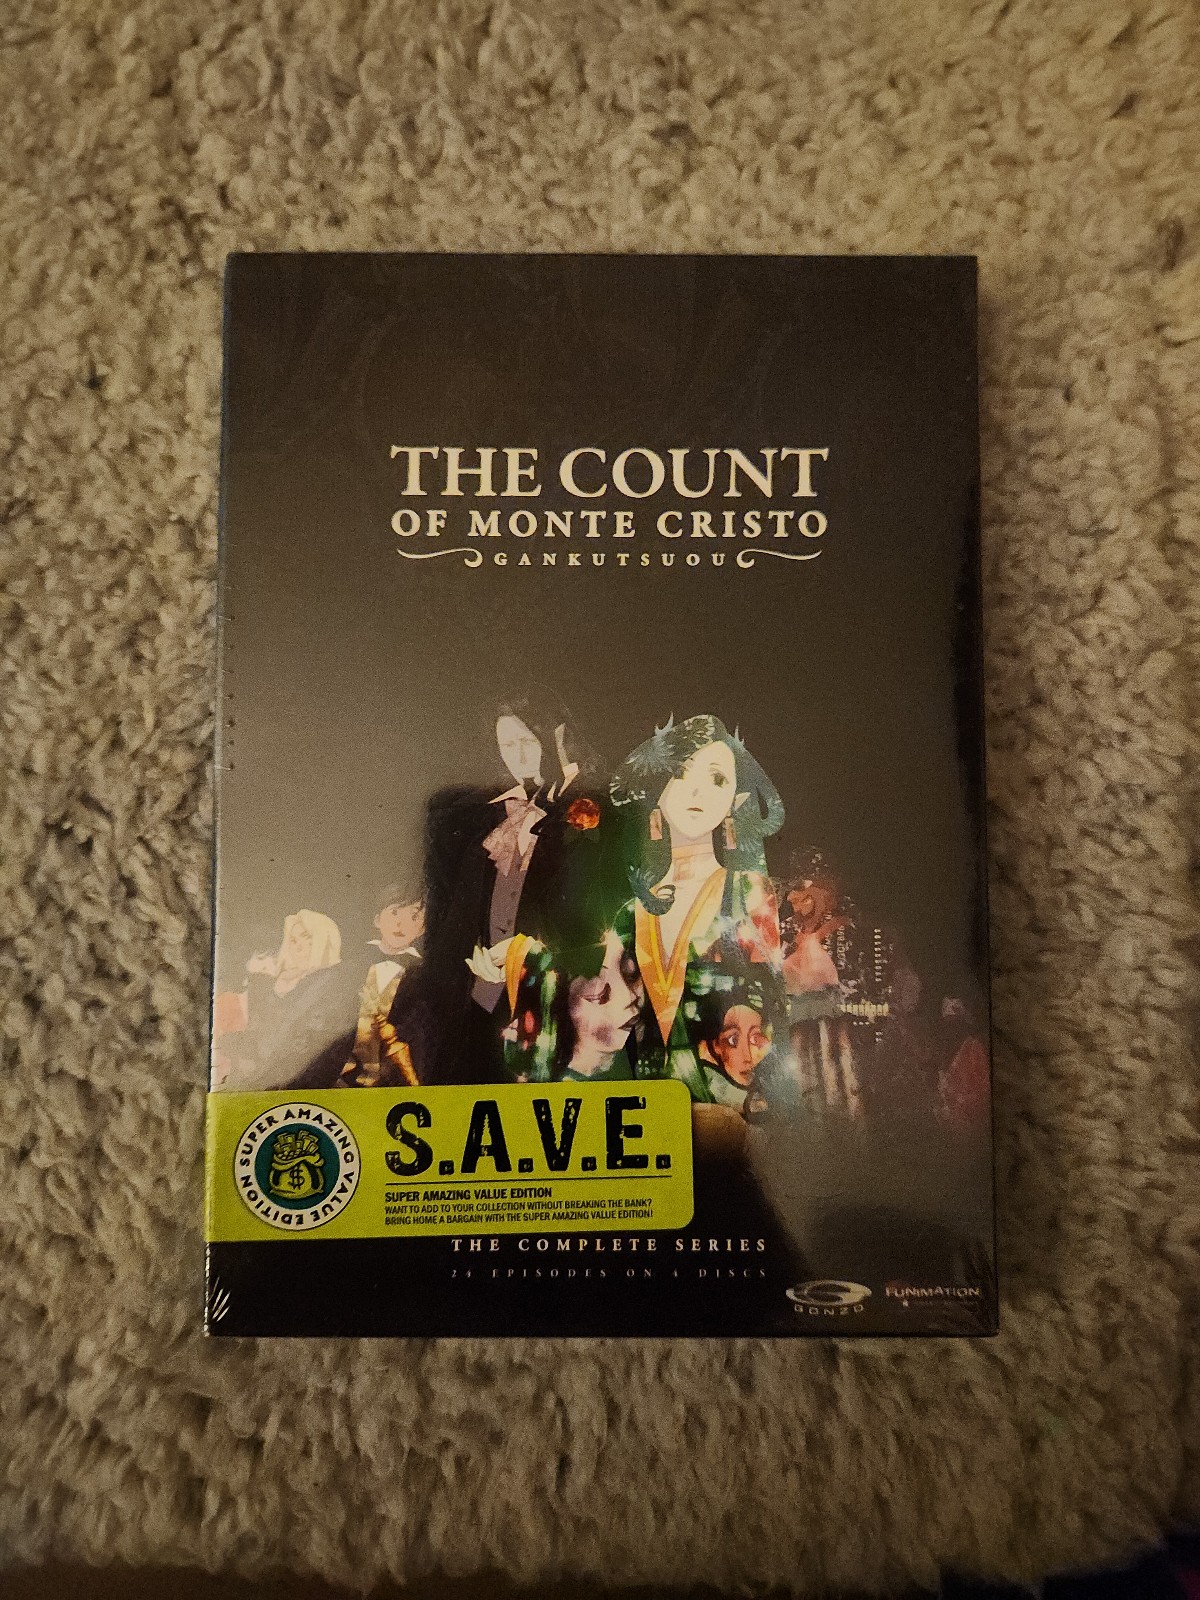 THE COUNT
OF MONTE CRISTO
GANKUTSUOU
SUPER AMAZING VALUE EDITION
$
S.A.V.E.
SUPER AMAZING VALUE EDITION
WANT TO ADD TO YOUR COLLECTION WITHOUT BREAKING THE BANK?
BRING HOME A BARGAIN WITH THE SUPER AMAZING VALUE EDITION!
THE COMPLETE SERIES
24 EPISODES ON 4 DISCS
GONZO
FUNIMATION